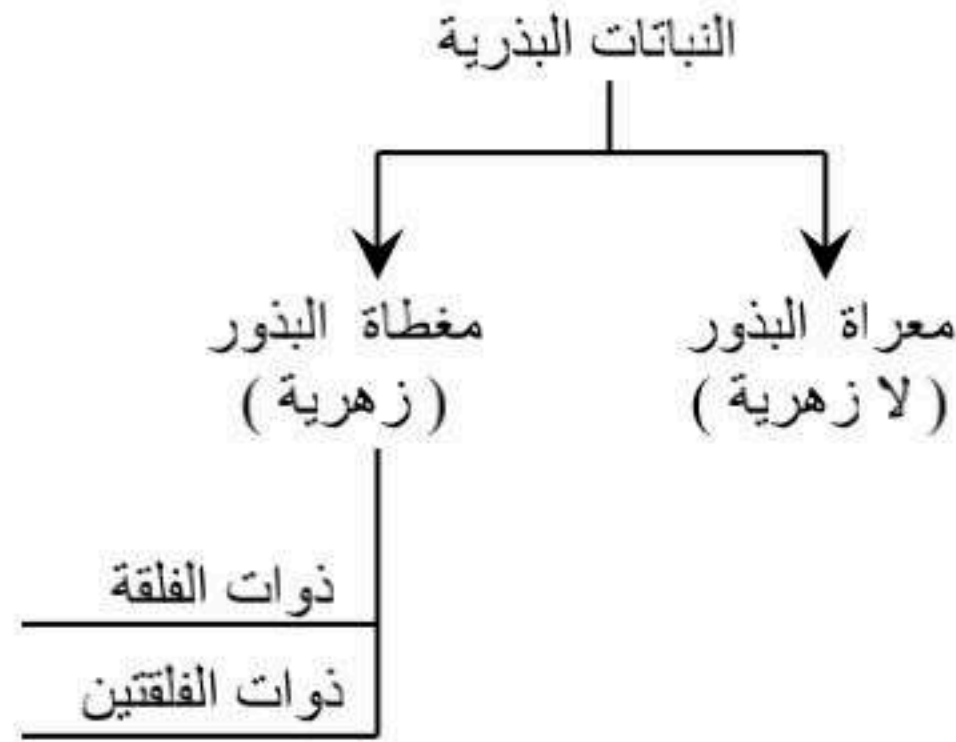 النباتات البذرية
معراة البذور
( لا زهرية )
مغطاة البذور
( زهرية )
ذوات الفلقة
ذوات الفلقتين